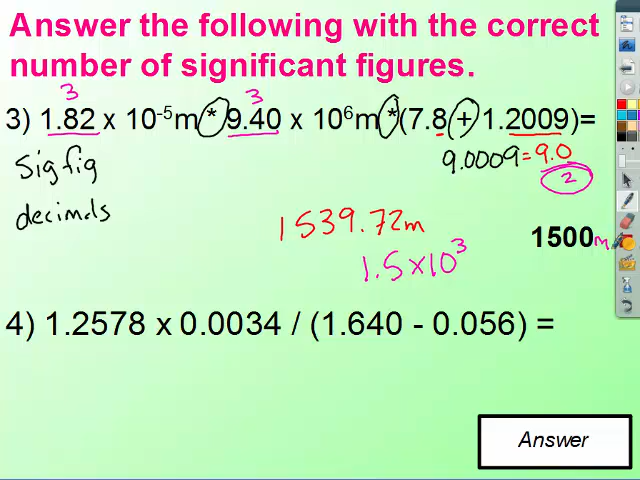 Answer the following with the correct
number of significant figures.
3 3
3) 1.82 x 10⁻⁵m * 9.40 x 10⁶m * (7.8 + 1.2009)=
sig fig
9.0009=9.0
2
decimals
1539.72m
1500m
1.5x10³
4) 1.2578 x 0.0034 / (1.640 - 0.056) =
Answer